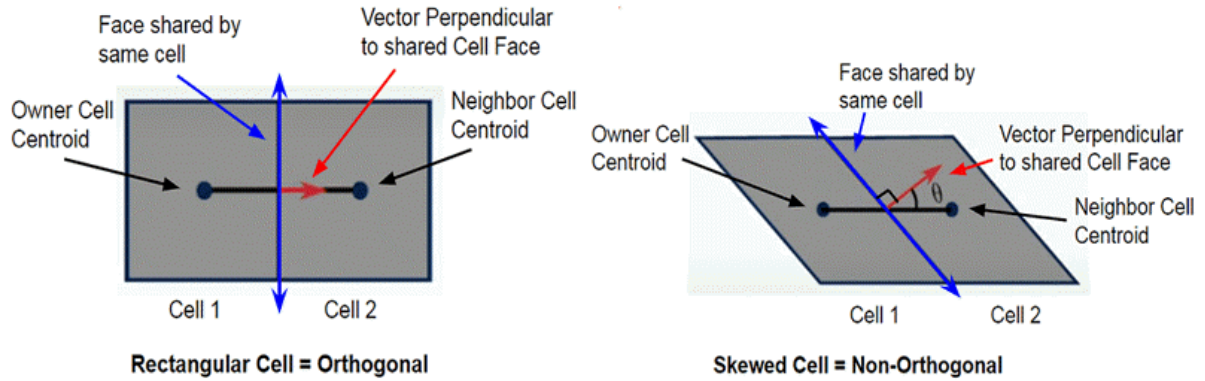 Face shared by
same cell
Vector Perpendicular
to shared Cell Face
Owner Cell
Centroid
Neighbor Cell
Centroid
Cell 1
Cell 2
Rectangular Cell = Orthogonal
Face shared by
same cell
Owner Cell
Centroid
Vector Perpendicular
to shared Cell Face
θ
Neighbor Cell
Centroid
Cell 1
Cell 2
Skewed Cell = Non-Orthogonal